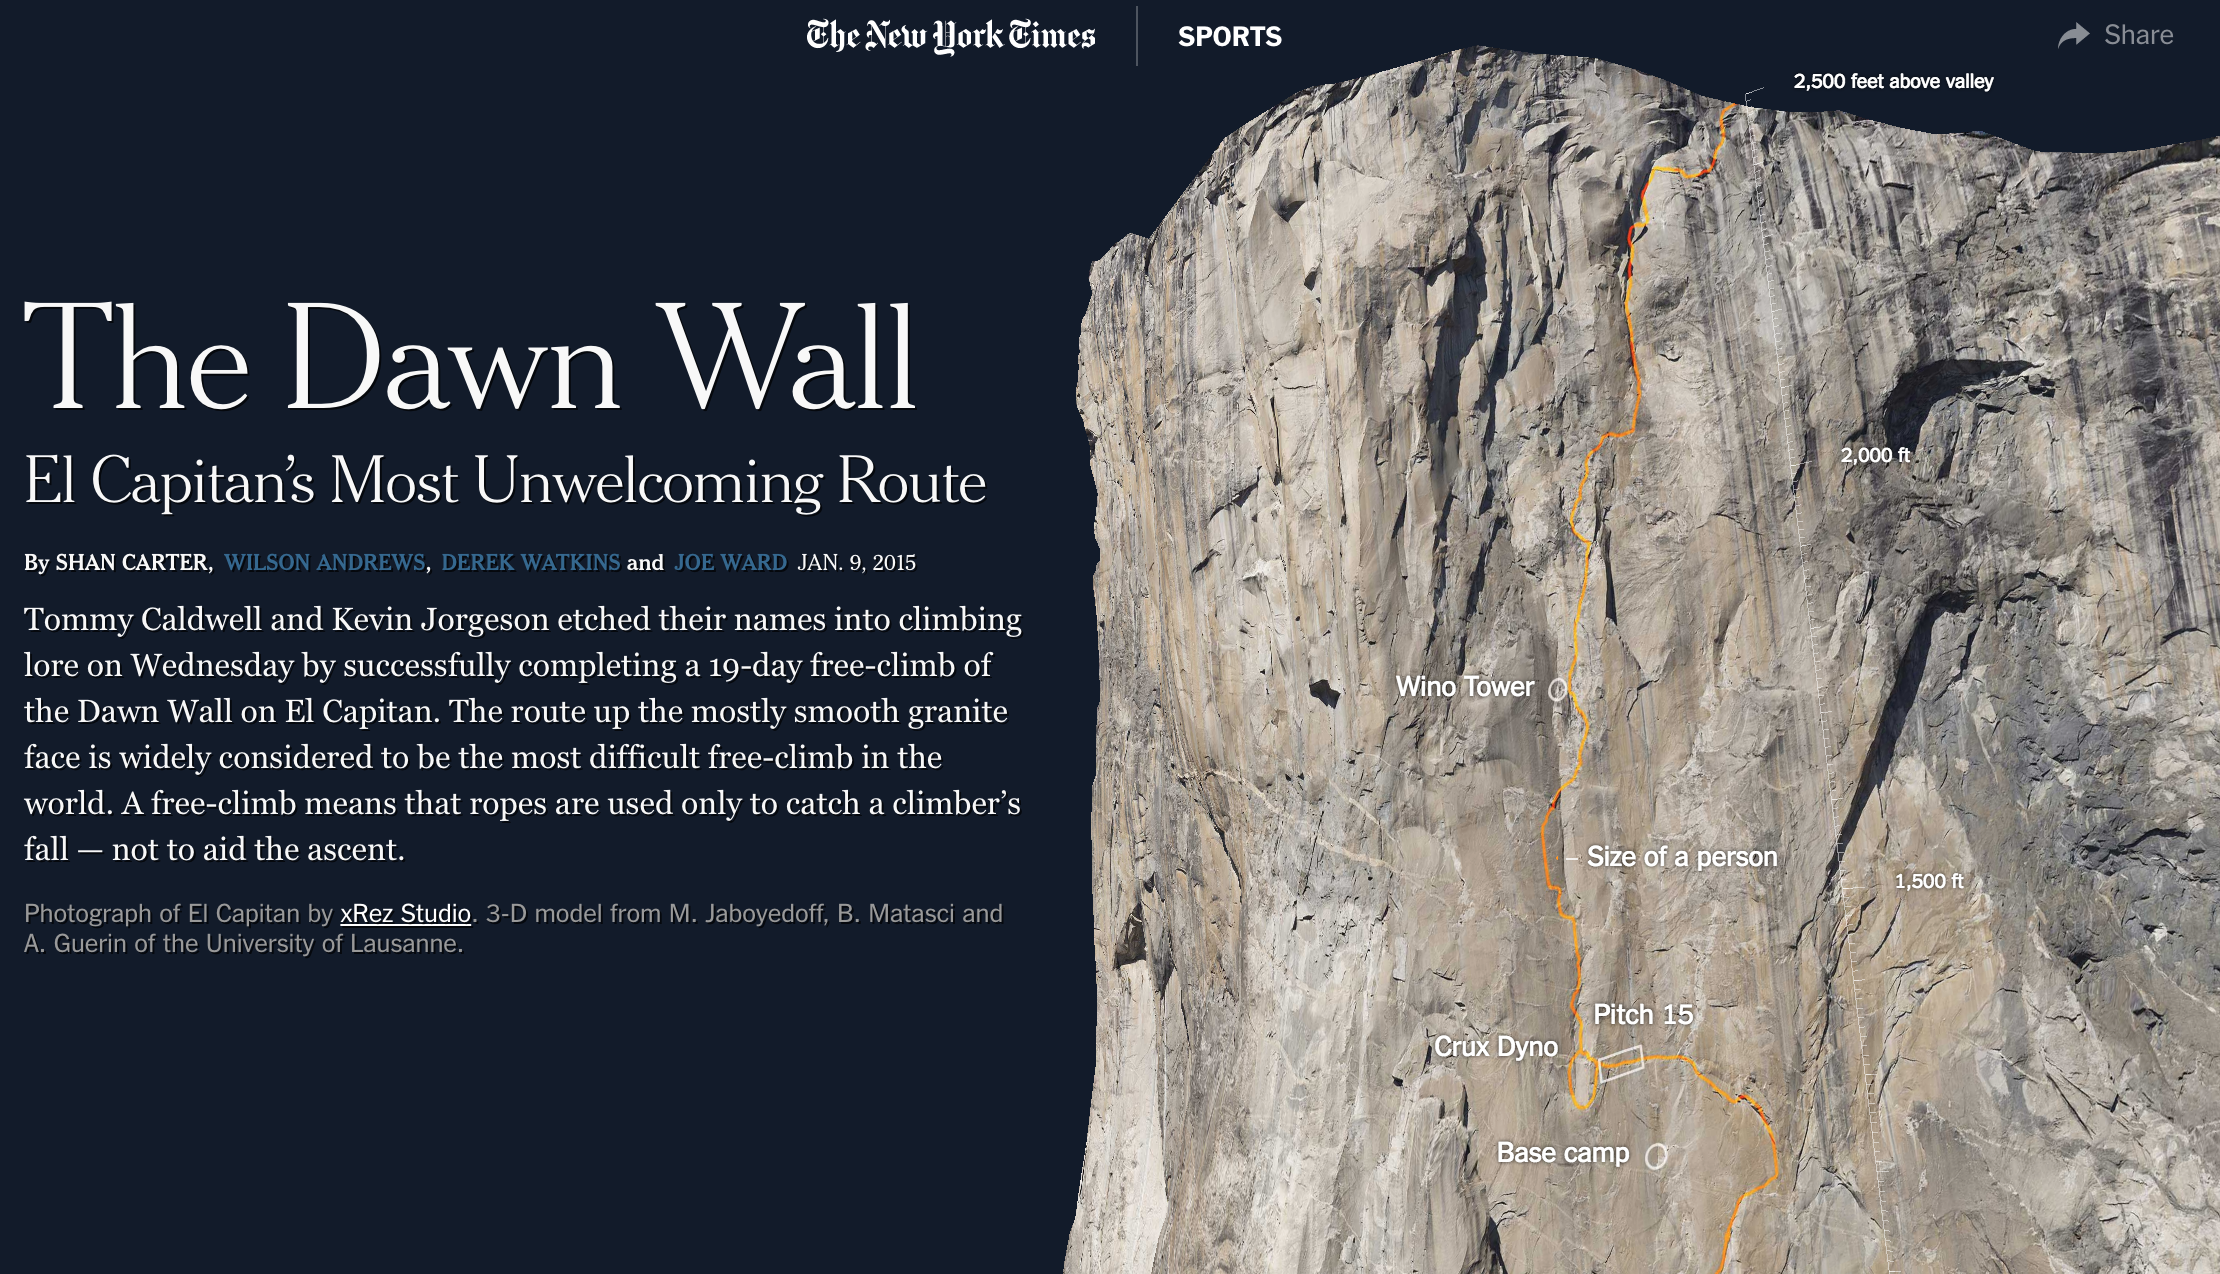 The New York Times
SPORTS
Share
2,500 feet above valley
The Dawn Wall
El Capitan’s Most Unwelcoming Route
By SHAN CARTER, WILSON ANDREWS, DEREK WATKINS and JOE WARD JAN. 9, 2015
Tommy Caldwell and Kevin Jorgeson etched their names into climbing
lore on Wednesday by successfully completing a 19-day free-climb of
the Dawn Wall on El Capitan. The route up the mostly smooth granite
face is widely considered to be the most difficult free-climb in the
world. A free-climb means that ropes are used only to catch a climber’s
fall — not to aid the ascent.
Photograph of El Capitan by xRez Studio. 3-D model from M. Jaboyedoff, B. Matasci and
A. Guerin of the University of Lausanne.
2,000 ft
Wino Tower
Size of a person
1,500 ft
Pitch 15
Crux Dyno
Base camp